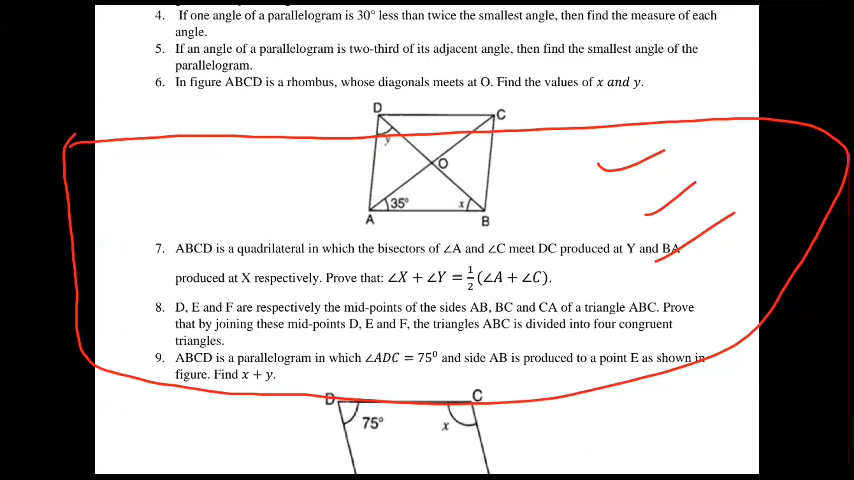 4. If one angle of a parallelogram is 30° less than twice the smallest angle, then find the measure of each
angle.
5. If an angle of a parallelogram is two-third of its adjacent angle, then find the smallest angle of the
parallelogram.
6. In figure ABCD is a rhombus, whose diagonals meets at O. Find the values of x and y.
D
C
y
O
35°
x
A
B
7. ABCD is a quadrilateral in which the bisectors of ∠A and ∠C meet DC produced at Y and BA
produced at X respectively. Prove that: ∠X + ∠Y = 1/2 (∠A + ∠C).
8. D, E and F are respectively the mid-points of the sides AB, BC and CA of a triangle ABC. Prove
that by joining these mid-points D, E and F, the triangles ABC is divided into four congruent
triangles.
9. ABCD is a parallelogram in which ∠ADC = 75⁰ and side AB is produced to a point E as shown in
figure. Find x + y.
D
C
75°
x